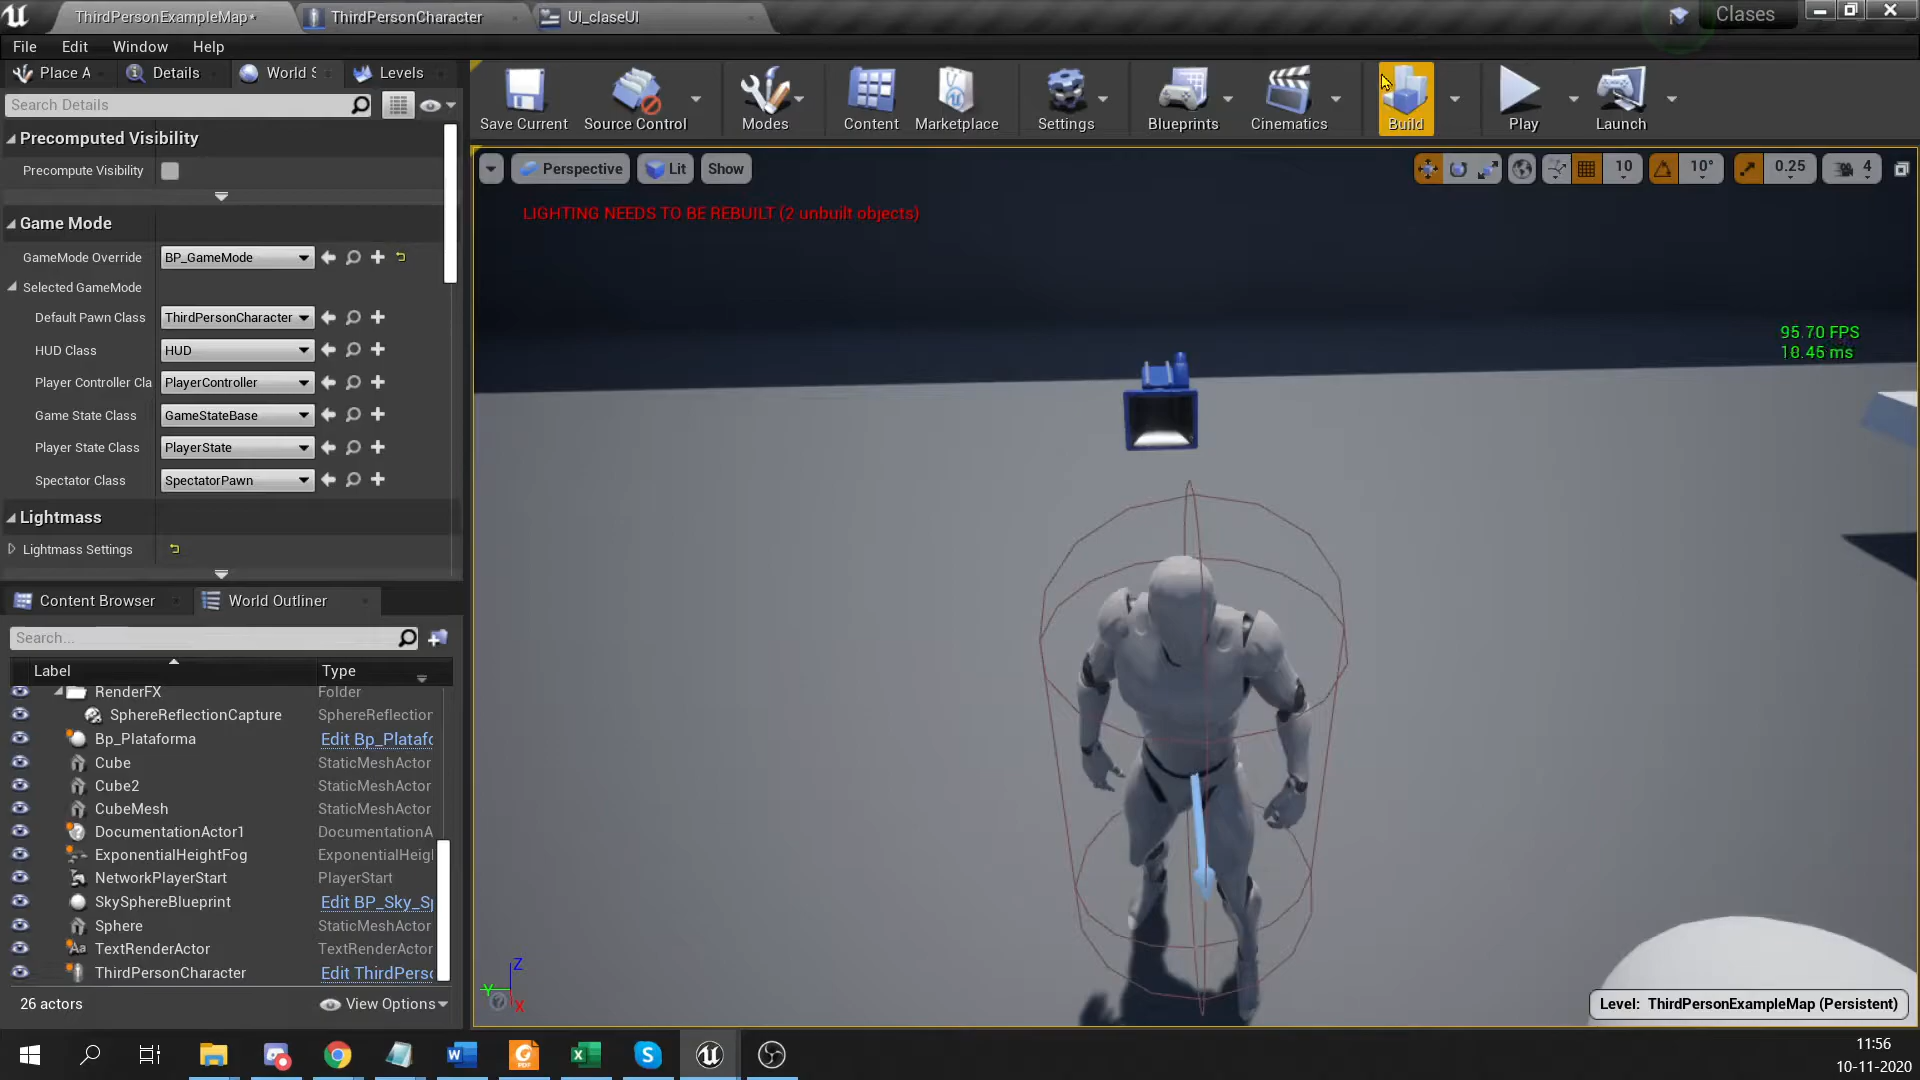 ThirdPersonExampleMap*
ThirdPersonCharacter
UI_claseUI
Clases
File Edit Window Help
Place A
Details
World S
Levels
Search Details
Precomputed Visibility
Precompute Visibility
Game Mode
GameMode Override BP_GameMode
Selected GameMode
Default Pawn Class ThirdPersonCharacter
HUD Class HUD
Player Controller Cla PlayerController
Game State Class GameStateBase
Player State Class PlayerState
Spectator Class SpectatorPawn
Lightmass
Lightmass Settings
Content Browser
World Outliner
Search...
Label Type
RenderFX Folder
SphereReflectionCapture SphereReflection
Bp_Plataforma Edit Bp_Platafo
Cube StaticMeshActor
Cube2 StaticMeshActor
CubeMesh StaticMeshActor
DocumentationActor1 DocumentationA
ExponentialHeightFog ExponentialHeigl
NetworkPlayerStart PlayerStart
SkySphereBlueprint Edit BP_Sky_Sp
Sphere StaticMeshActor
TextRenderActor TextRenderActor
ThirdPersonCharacter Edit ThirdPerso
26 actors
View Options
Save Current
Source Control
Modes
Content
Marketplace
Settings
Blueprints
Cinematics
Build
Play
Launch
Perspective
Lit
Show
10
10°
0.25
4
LIGHTING NEEDS TO BE REBUILT (2 unbuilt objects)
95.70 FPS
10.45 ms
Z
Y
X
Level: ThirdPersonExampleMap (Persistent)
11:56
10-11-2020